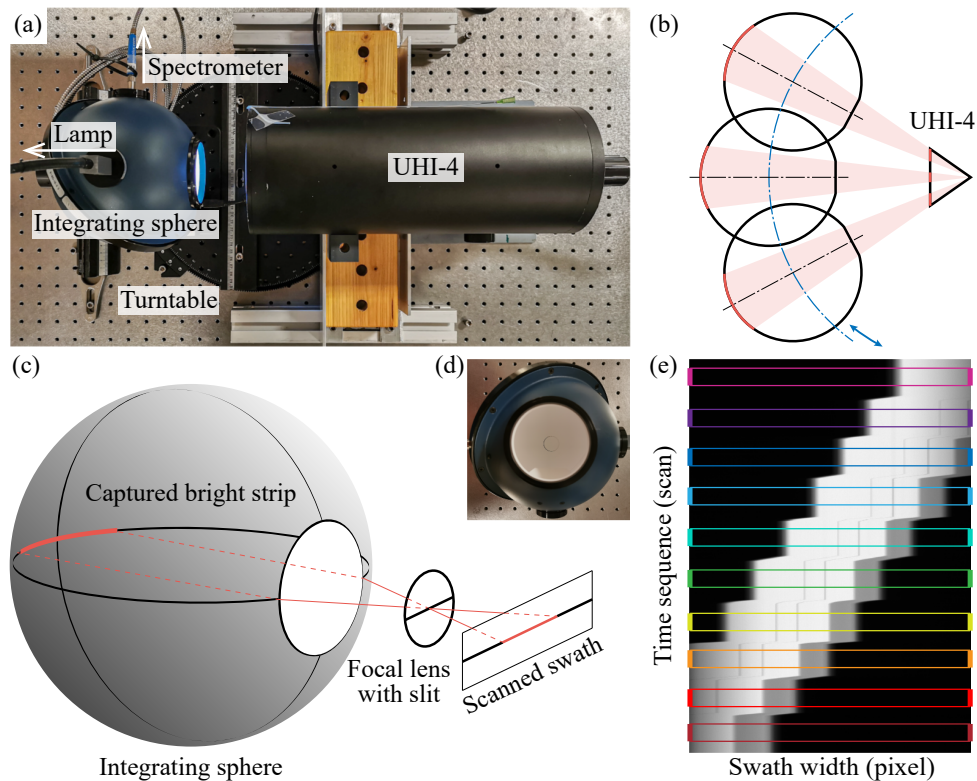 (a)
Spectrometer
Lamp
UHI-4
Integrating sphere
Turntable
(b)
UHI-4
(c)
Captured bright strip
Focal lens
with slit
Scanned swath
Integrating sphere
(d)
(e)
Time sequence (scan)
Swath width (pixel)